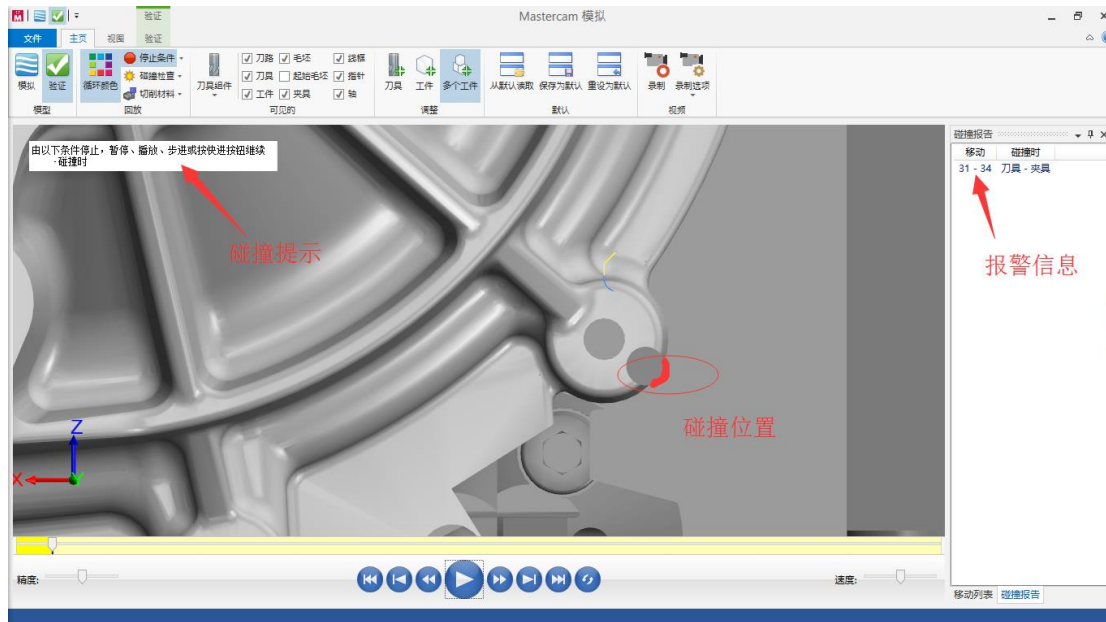 验证
Mastercam 模拟
文件 主页 视图 验证
模拟
验证
模型
循环颜色
停止条件
碰撞检查
切削材料
回放
刀具组件
刀路 毛坯 线框
刀具 起始毛坯 指针
工件 夹具 轴
可见的
刀具
工件
多个工件
调整
从默认读取
保存为默认
重设为默认
默认
录制
录制选项
视频
由以下条件停止，暂停、播放、步进或按快进按钮继续
·碰撞时
碰撞提示
碰撞位置
Z
X
Y
碰撞报告
移动 碰撞时
31 - 34 刀具 - 夹具
报警信息
精度:
速度:
移动列表 碰撞报告